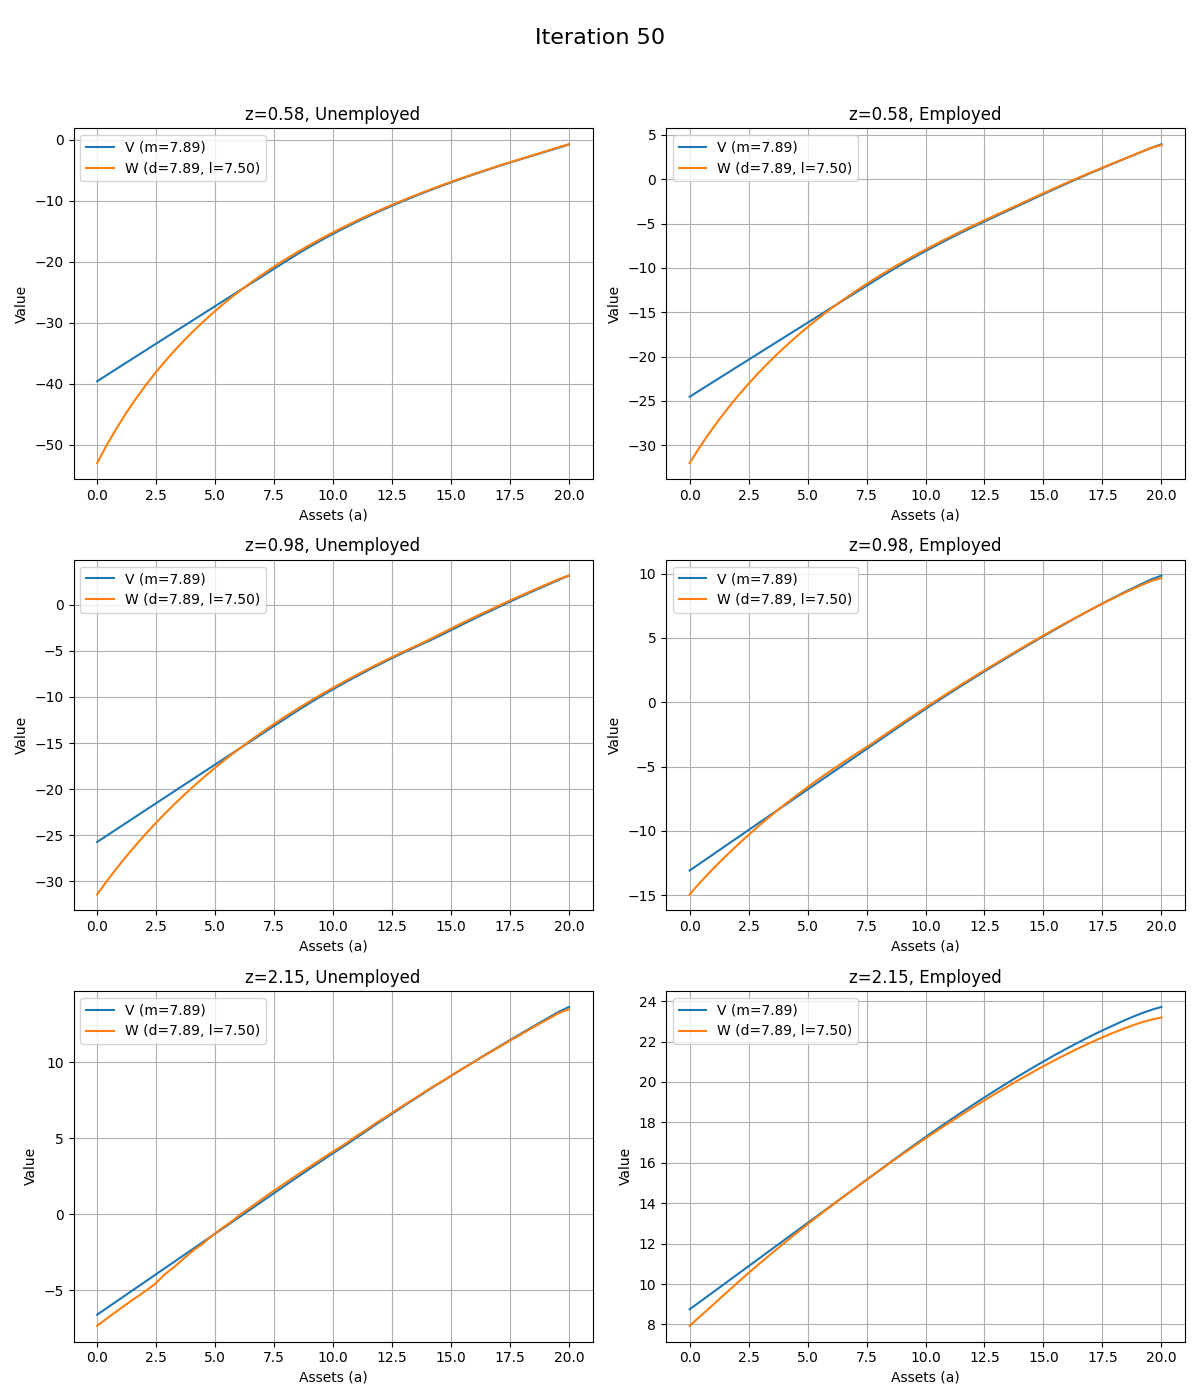 Iteration 50
z=0.58, Unemployed
V (m=7.89)
W (d=7.89, l=7.50)
0
−10
−20
−30
−40
−50
Value
0.0 2.5 5.0 7.5 10.0 12.5 15.0 17.5 20.0
Assets (a)
z=0.58, Employed
V (m=7.89)
W (d=7.89, l=7.50)
5
0
−5
−10
−15
−20
−25
−30
Value
0.0 2.5 5.0 7.5 10.0 12.5 15.0 17.5 20.0
Assets (a)
z=0.98, Unemployed
V (m=7.89)
W (d=7.89, l=7.50)
0
−5
−10
−15
−20
−25
−30
Value
0.0 2.5 5.0 7.5 10.0 12.5 15.0 17.5 20.0
Assets (a)
z=0.98, Employed
V (m=7.89)
W (d=7.89, l=7.50)
10
5
0
−5
−10
−15
Value
0.0 2.5 5.0 7.5 10.0 12.5 15.0 17.5 20.0
Assets (a)
z=2.15, Unemployed
V (m=7.89)
W (d=7.89, l=7.50)
10
5
0
−5
Value
0.0 2.5 5.0 7.5 10.0 12.5 15.0 17.5 20.0
Assets (a)
z=2.15, Employed
V (m=7.89)
W (d=7.89, l=7.50)
24
22
20
18
16
14
12
10
8
Value
0.0 2.5 5.0 7.5 10.0 12.5 15.0 17.5 20.0
Assets (a)